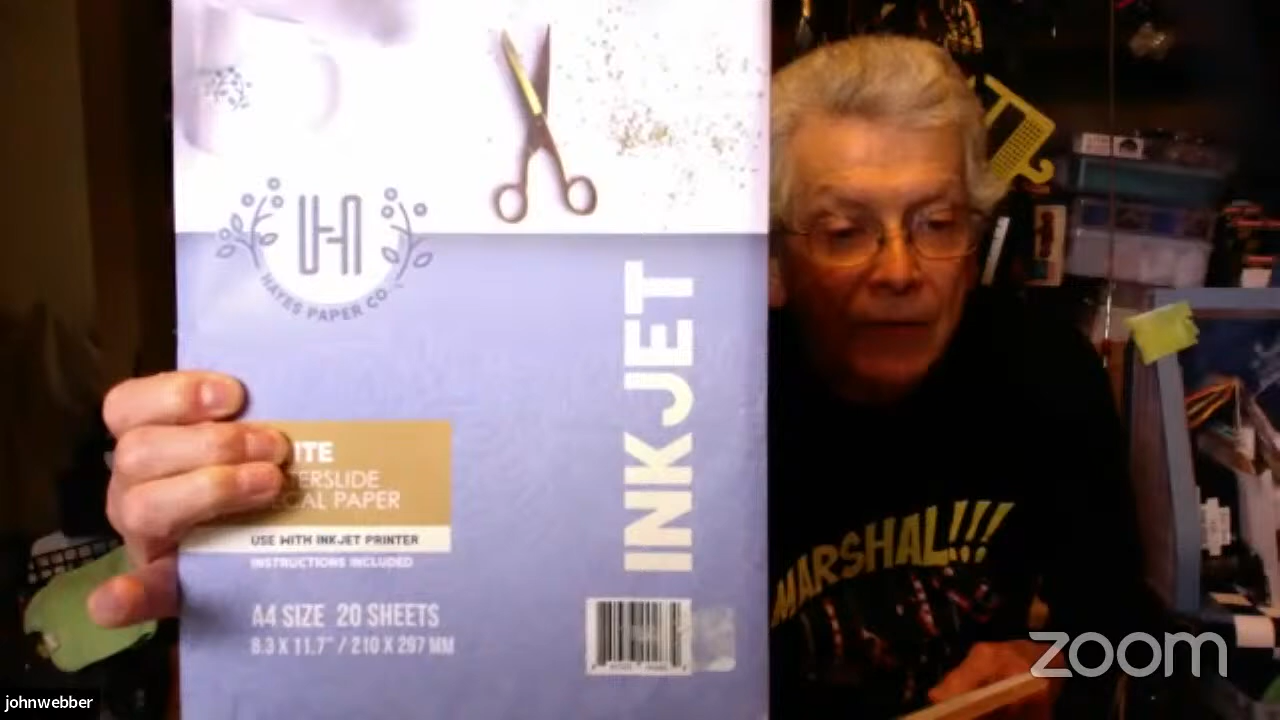 HAYES PAPER CO
INKJET
ITE
TERSLIDE
PAPER
USE WITH INKJET PRINTER
INSTRUCTIONS INCLUDED
A4 SIZE 20 SHEETS
8.3 X 11.7" / 210 X 297 MM
MARSHAL!!!
zoom
johnwebber